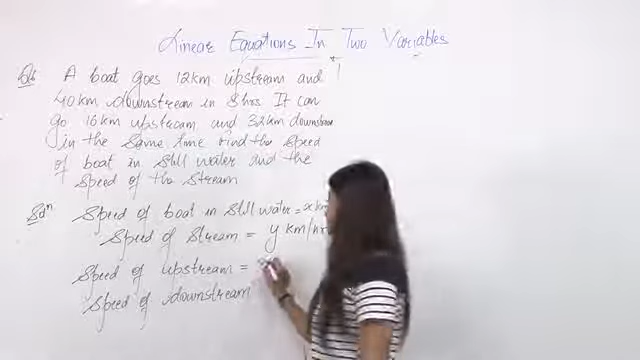 Linear Equations In Two Variables
A boat goes 12km upstream and
40km downstream in 8hrs. It can
go 16km upstream and 32km downstream
in the same time. Find the speed
of boat in still water and the
speed of the stream
Solⁿ Speed of boat in still water = x km
Speed of stream = y km/hr
Speed of upstream =
Speed of downstream